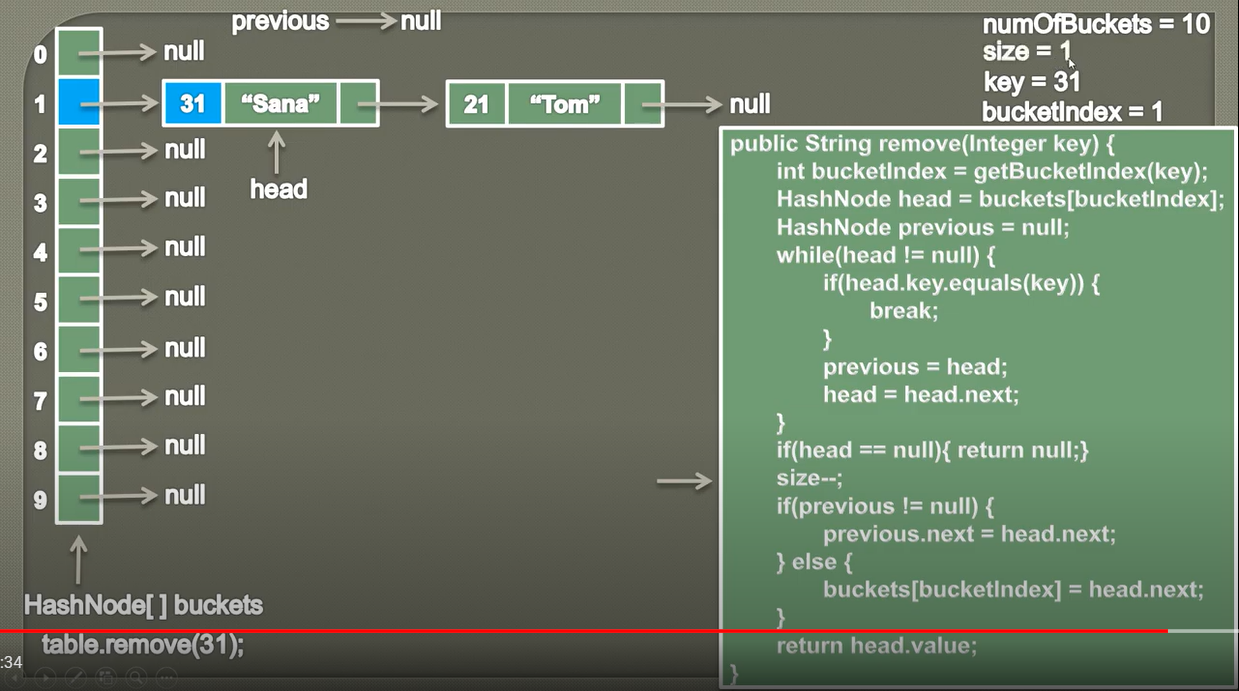 previous null
numOfBuckets = 10
size = 1
key = 31
bucketIndex = 1
0 null
1 31 “Sana” 21 “Tom” null
head
2 null
3 null
4 null
5 null
6 null
7 null
8 null
9 null
HashNode[ ] buckets
table.remove(31);
:34
public String remove(Integer key) {
int bucketIndex = getBucketIndex(key);
HashNode head = buckets[bucketIndex];
HashNode previous = null;
while(head != null) {
if(head.key.equals(key)) {
break;
}
previous = head;
head = head.next;
}
if(head == null){ return null;}
size--;
if(previous != null) {
previous.next = head.next;
} else {
buckets[bucketIndex] = head.next;
}
return head.value;
}